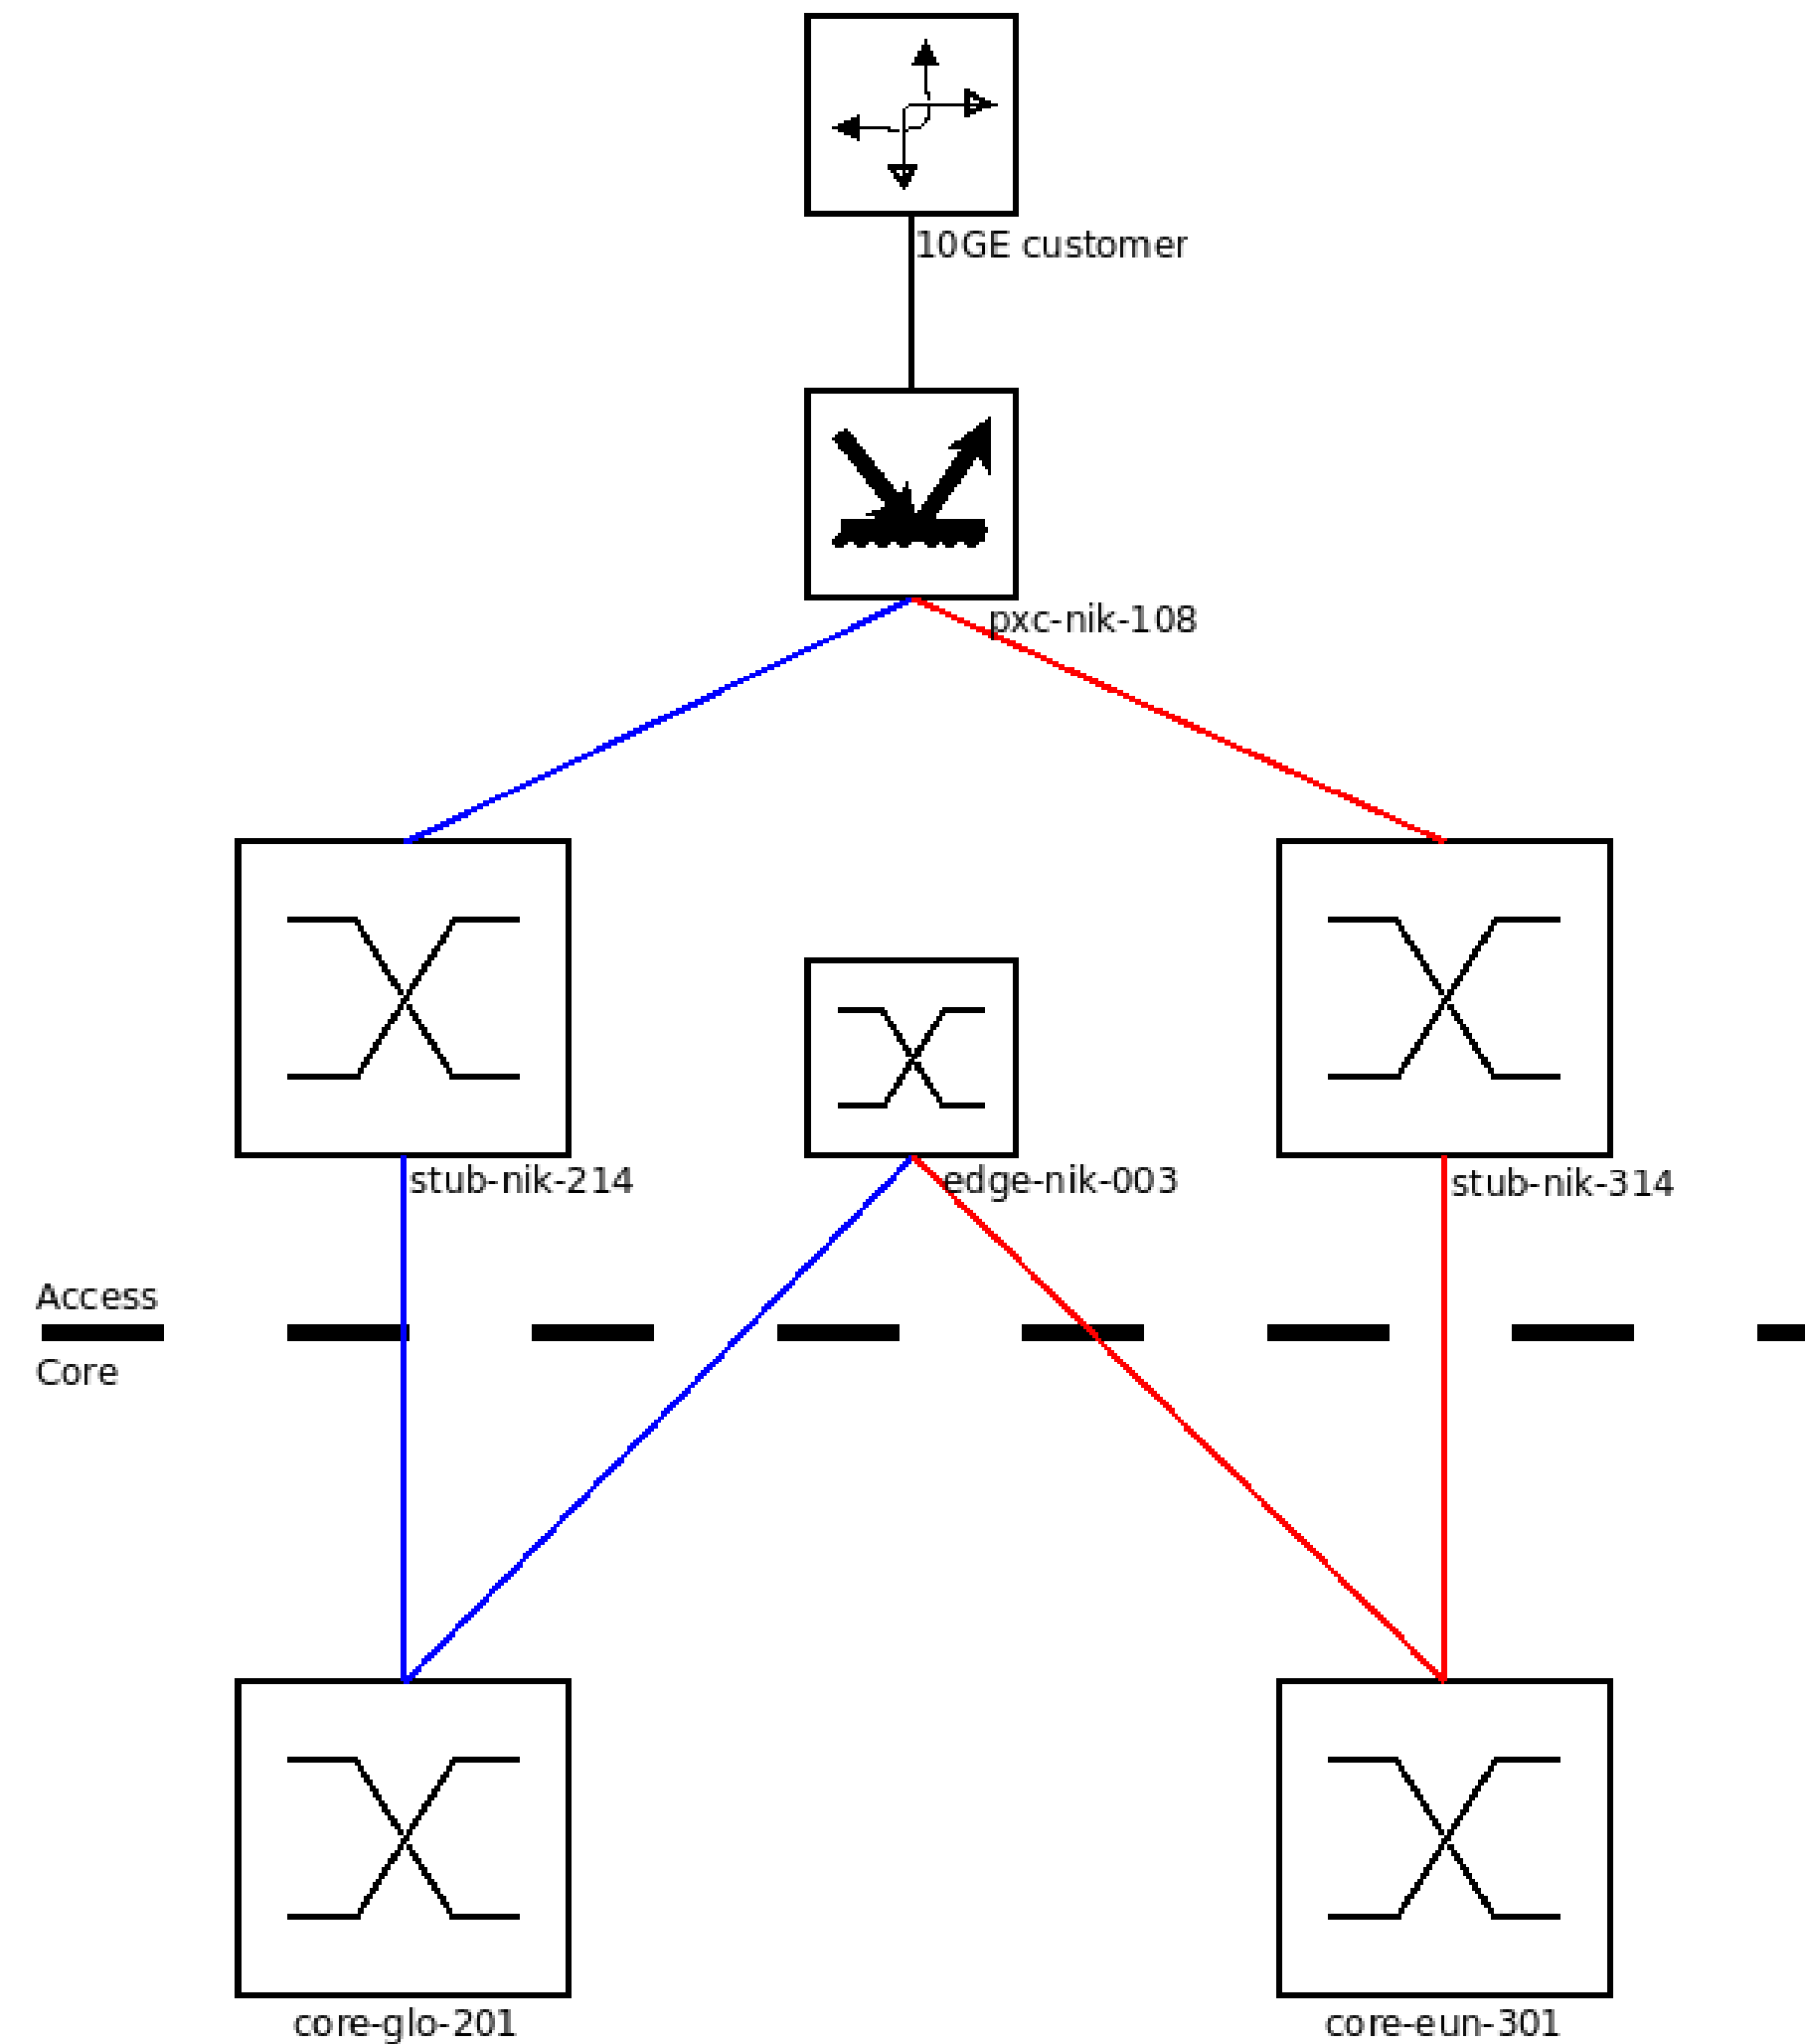 10GE customer
pxc-nik-108
stub-nik-214
edge-nik-003
stub-nik-314
Access
Core
core-glo-201
core-eun-301